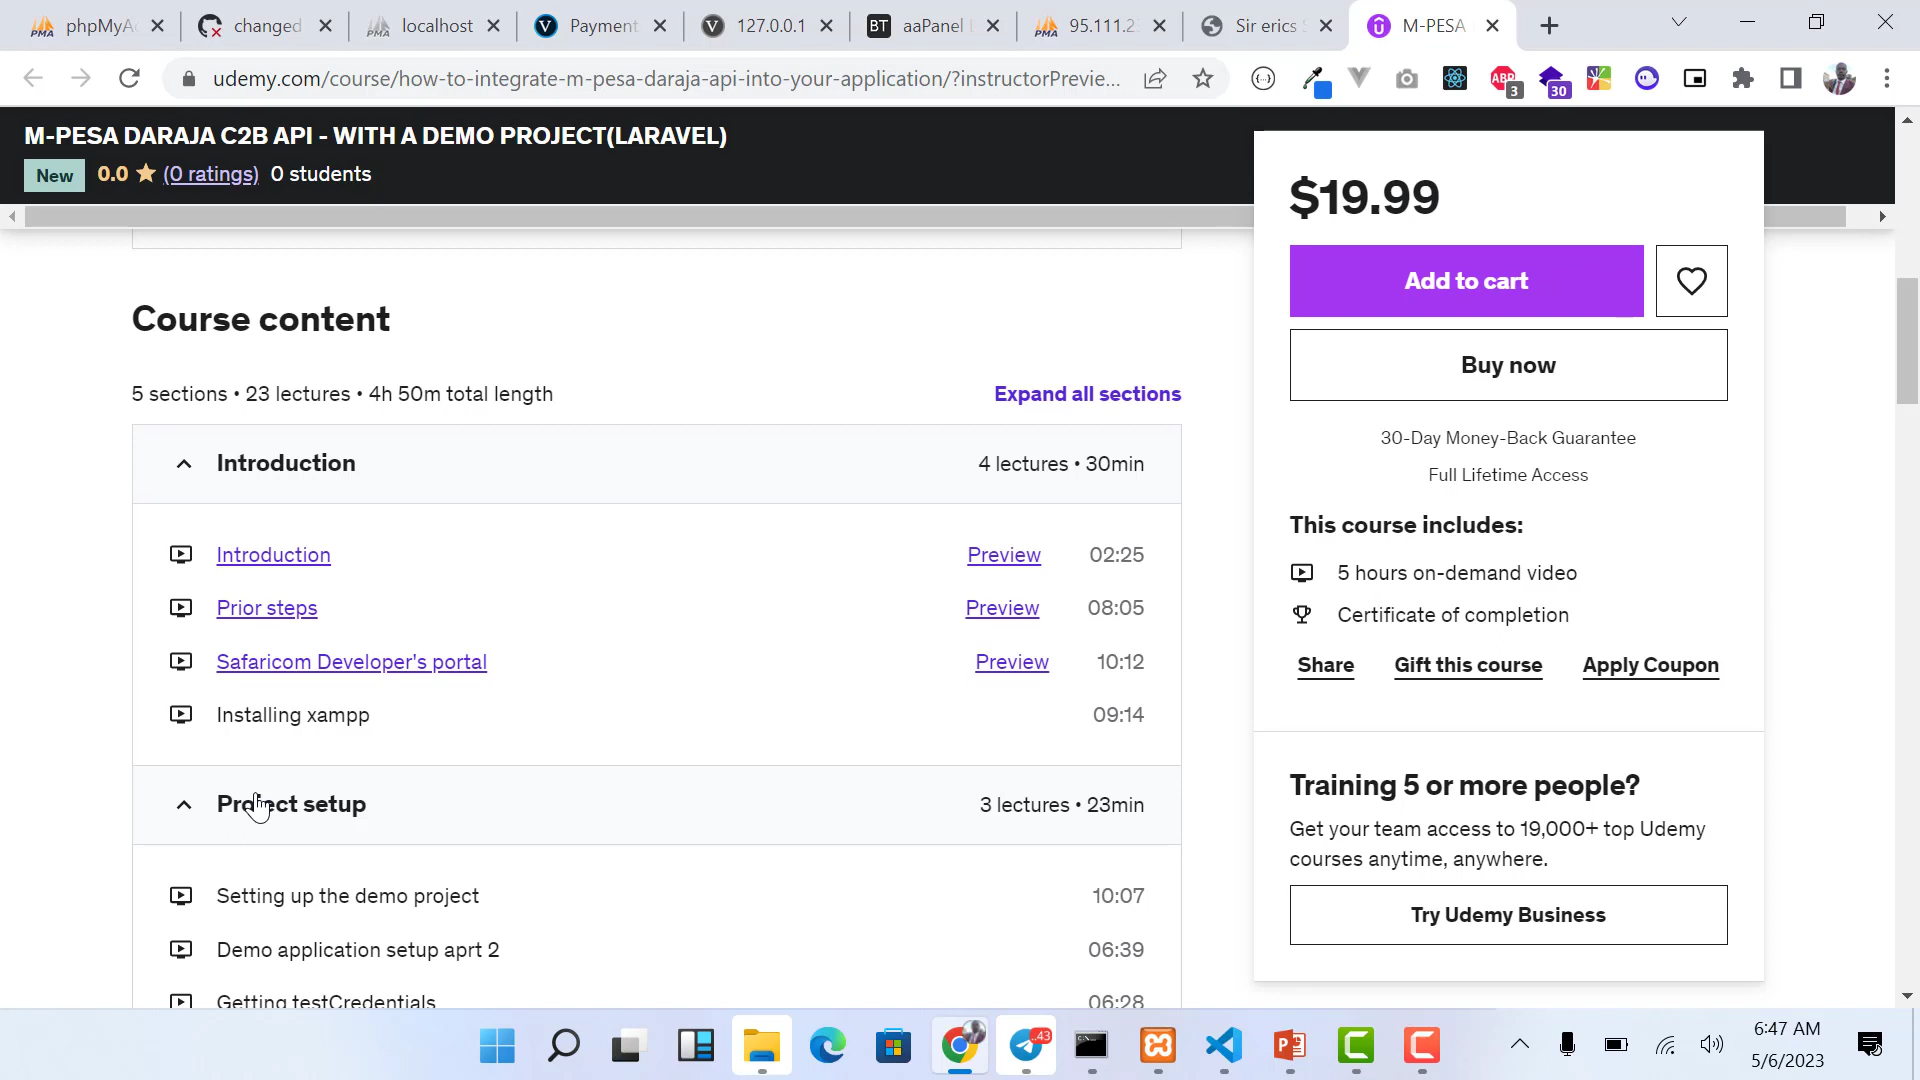 phpMyA
changed
localhost
Payment
127.0.0.1
aaPanel
95.111.2
Sir erics S
M-PESA
udemy.com/course/how-to-integrate-m-pesa-daraja-api-into-your-application/?instructorPrevie...
3
30
M-PESA DARAJA C2B API - WITH A DEMO PROJECT(LARAVEL)
New 0.0 (0 ratings) 0 students
$19.99
Add to cart
Buy now
30-Day Money-Back Guarantee
Full Lifetime Access
This course includes:
5 hours on-demand video
Certificate of completion
Share Gift this course Apply Coupon
Training 5 or more people?
Get your team access to 19,000+ top Udemy
courses anytime, anywhere.
Try Udemy Business
Course content
5 sections • 23 lectures • 4h 50m total length Expand all sections
Introduction 4 lectures • 30min
Introduction Preview 02:25
Prior steps Preview 08:05
Safaricom Developer's portal Preview 10:12
Installing xampp 09:14
Project setup 3 lectures • 23min
Setting up the demo project 10:07
Demo application setup aprt 2 06:39
Getting testCredentials 06:28
6:47 AM
5/6/2023